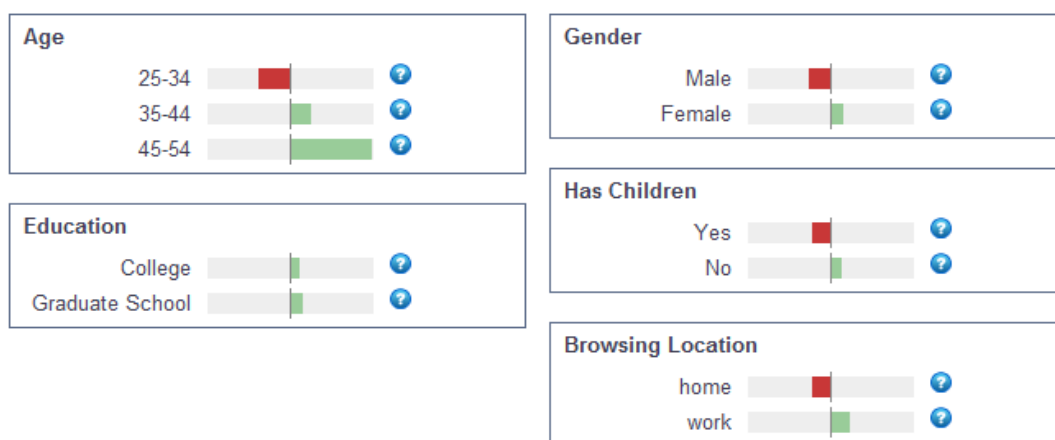 Age
25-34 ?
35-44 ?
45-54 ?
Education
College ?
Graduate School ?
Gender
Male ?
Female ?
Has Children
Yes ?
No ?
Browsing Location
home ?
work ?